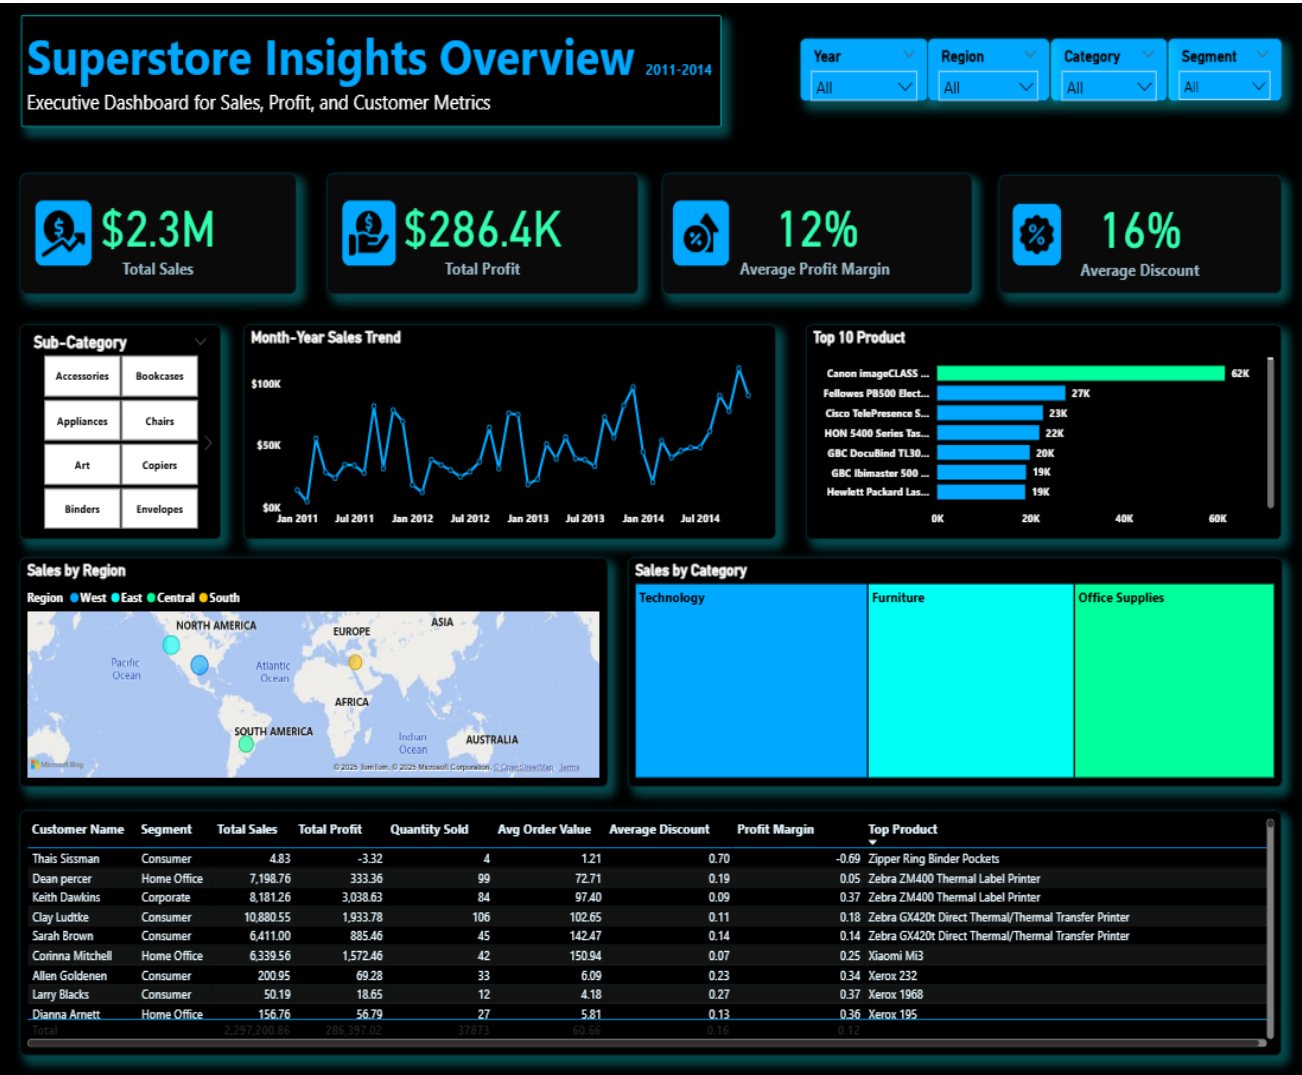 Superstore Insights Overview 2011-2014
Executive Dashboard for Sales, Profit, and Customer Metrics
Year Region Category Segment
All All All All
$2.3M
Total Sales
$286.4K
Total Profit
12%
Average Profit Margin
16%
Average Discount
Sub-Category
Accessories Bookcases
Appliances Chairs
Art Copiers
Binders Envelopes
Month-Year Sales Trend
$100K
$50K
$0K
Jan 2011 Jul 2011 Jan 2012 Jul 2012 Jan 2013 Jul 2013 Jan 2014 Jul 2014
Top 10 Product
Canon imageCLASS ... 62K
Fellowes PB500 Elect... 27K
Cisco TelePresence S... 23K
HON 5400 Series Tas... 22K
GBC DocuBind TL30... 20K
GBC Ibimaster 500 ... 19K
Hewlett Packard Las... 19K
0K 20K 40K 60K
Sales by Region
Region West East Central South
NORTH AMERICA
EUROPE
ASIA
Pacific
Ocean
Atlantic
Ocean
AFRICA
SOUTH AMERICA
Indian
Ocean
AUSTRALIA
Microsoft Bing
© 2025 TomTom, © 2025 Microsoft Corporation, © OpenStreetMap Terms
Sales by Category
Technology Furniture Office Supplies
Customer Name Segment Total Sales Total Profit Quantity Sold Avg Order Value Average Discount Profit Margin Top Product
Thais Sissman Consumer 4.83 -3.32 4 1.21 0.70 -0.69 Zipper Ring Binder Pockets
Dean percer Home Office 7,198.76 333.36 99 72.71 0.19 0.05 Zebra ZM400 Thermal Label Printer
Keith Dawkins Corporate 8,181.26 3,038.63 84 97.40 0.09 0.37 Zebra ZM400 Thermal Label Printer
Clay Ludtke Consumer 10,880.55 1,933.78 106 102.65 0.11 0.18 Zebra GX420t Direct Thermal/Thermal Transfer Printer
Sarah Brown Consumer 6,411.00 885.46 45 142.47 0.14 0.14 Zebra GX420t Direct Thermal/Thermal Transfer Printer
Corinna Mitchell Home Office 6,339.56 1,572.46 42 150.94 0.07 0.25 Xiaomi Mi3
Allen Goldenen Consumer 200.95 69.28 33 6.09 0.23 0.34 Xerox 232
Larry Blacks Consumer 50.19 18.65 12 4.18 0.27 0.37 Xerox 1968
Dianna Arnett Home Office 156.76 56.79 27 5.81 0.13 0.36 Xerox 195
Total 2,297,200.86 286,397.02 37873 60.66 0.16 0.12